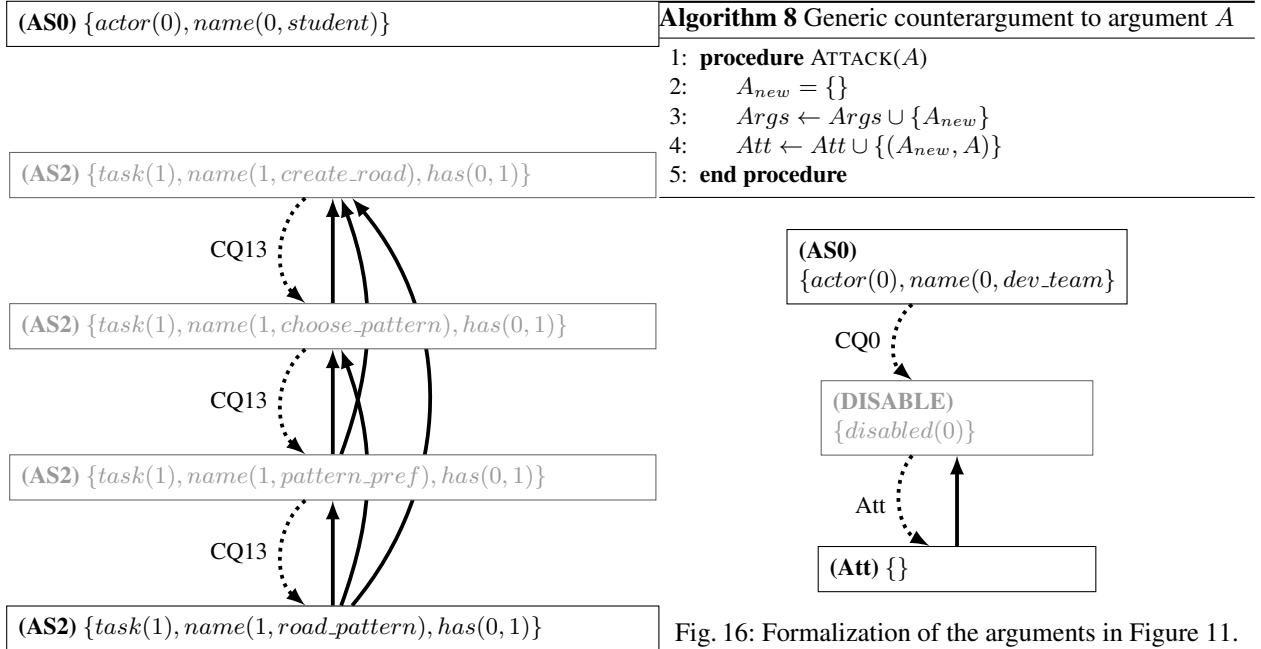 (AS0) {actor(0), name(0, student)}
(AS2) {task(1), name(1, create_road), has(0, 1)}
CQ13
(AS2) {task(1), name(1, choose_pattern), has(0, 1)}
CQ13
(AS2) {task(1), name(1, pattern_pref), has(0, 1)}
CQ13
(AS2) {task(1), name(1, road_pattern), has(0, 1)}
Algorithm 8 Generic counterargument to argument A
1: procedure ATTACK(A)
2: A_new = {}
3: Args ← Args ∪ {A_new}
4: Att ← Att ∪ {(A_new, A)}
5: end procedure
(AS0)
{actor(0), name(0, dev_team}
CQ0
(DISABLE)
{disabled(0)}
Att
(Att) {}
Fig. 16: Formalization of the arguments in Figure 11.